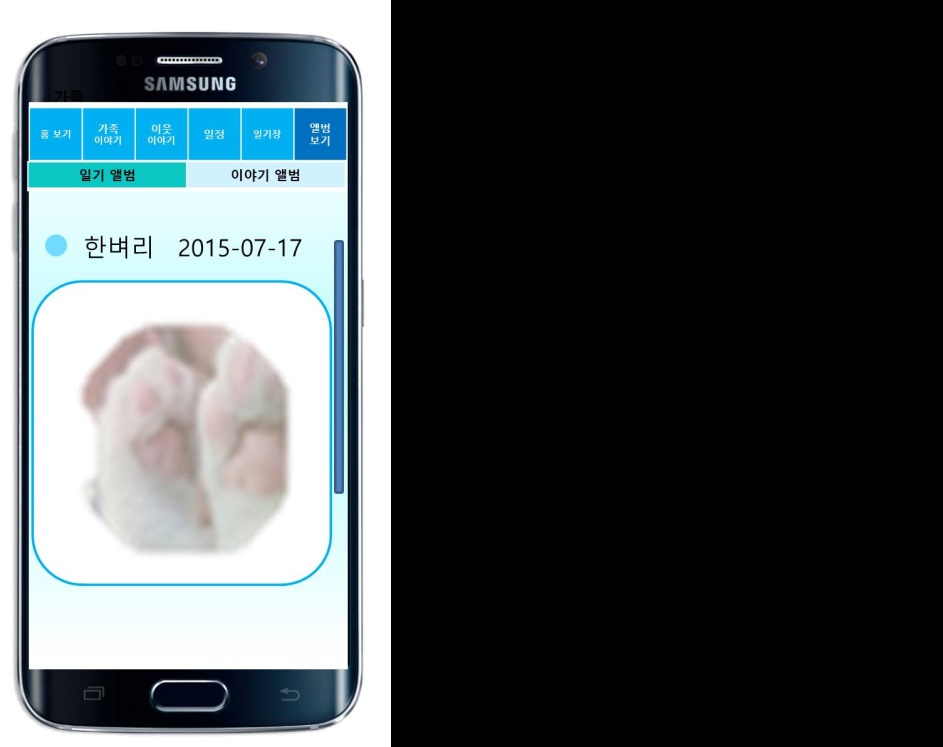 SAMSUNG
가족
홈 보기
가족
이야기
이웃
이야기
일정
일기장
앨범
보기
일기 앨범
이야기 앨범
한벼리 2015-07-17